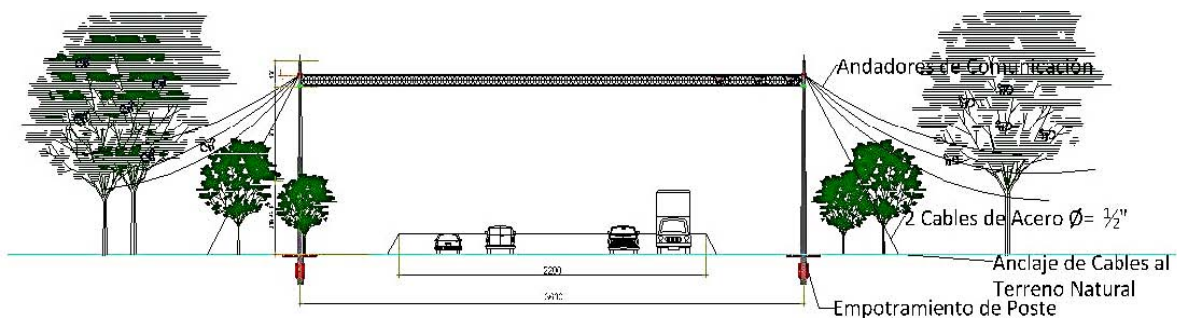 Andadores de Comunicación
2 Cables de Acero Ø= ½"
Anclaje de Cables al
Terreno Natural
2200
Empotramiento de Poste